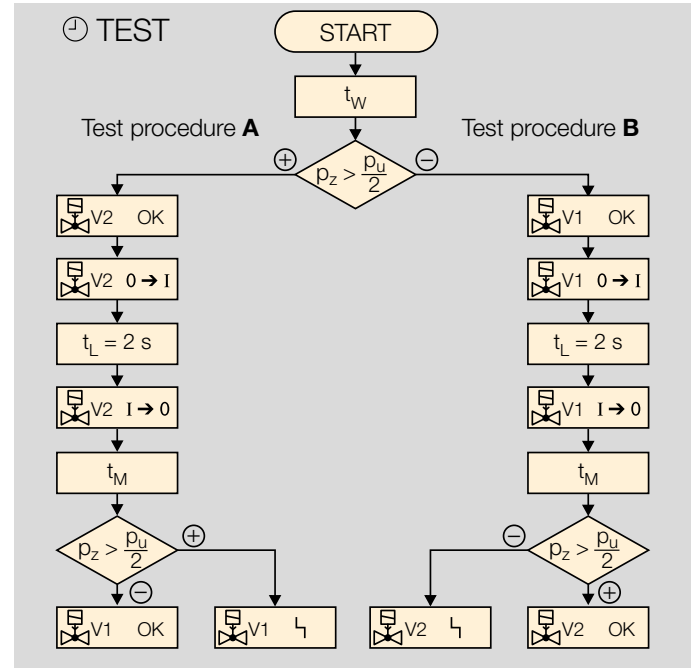 TEST
START
t_W
Test procedure A
Test procedure B
+
p_z > p_u/2
−
V2 OK
V1 OK
V2 0 → I
V1 0 → I
t_L = 2 s
t_L = 2 s
V2 I → 0
V1 I → 0
t_M
t_M
p_z > p_u/2
+
−
p_z > p_u/2
−
+
V1 OK
V1
V2
V2 OK